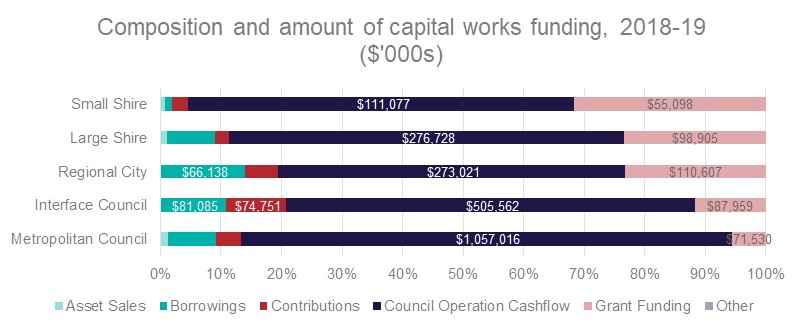 Composition and amount of capital works funding, 2018-19
($'000s)
Small Shire $111,077 $55,098
Large Shire $276,728 $98,905
Regional City $66,138 $273,021 $110,607
Interface Council $81,085 $74,751 $505,562 $87,959
Metropolitan Council $1,057,016 $71,530
0% 10% 20% 30% 40% 50% 60% 70% 80% 90% 100%
Asset Sales Borrowings Contributions Council Operation Cashflow Grant Funding Other